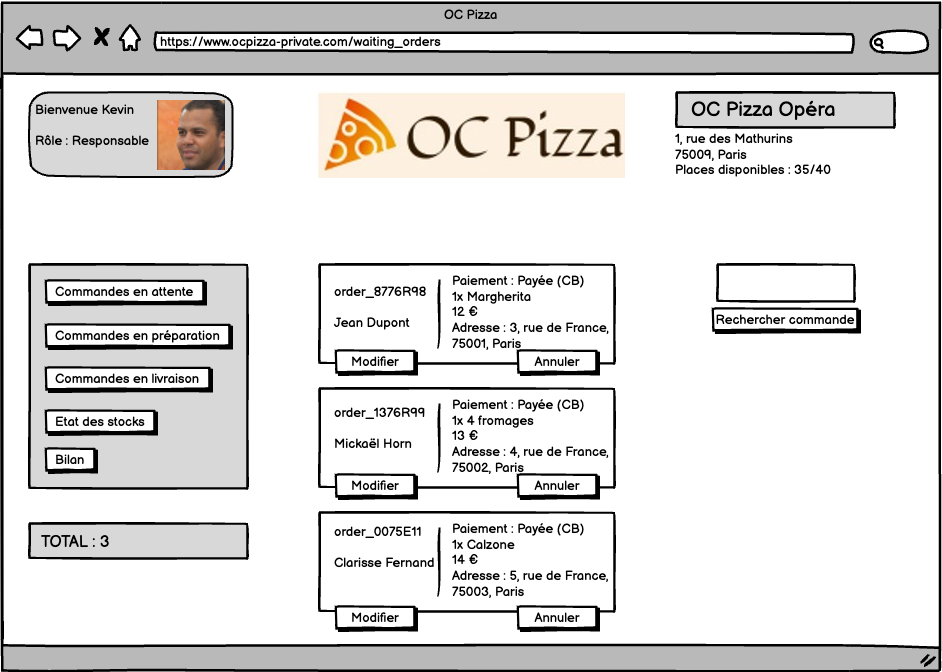 OC Pizza
https://www.ocpizza-private.com/waiting_orders
Bienvenue Kevin
Rôle : Responsable
OC Pizza
OC Pizza Opéra
1, rue des Mathurins
75009, Paris
Places disponibles : 35/40
Commandes en attente
Commandes en préparation
Commandes en livraison
Etat des stocks
Bilan
TOTAL : 3
order_8776R98
Jean Dupont
Paiement : Payée (CB)
1x Margherita
12 €
Adresse : 3, rue de France,
75001, Paris
Modifier
Annuler
order_1376R99
Mickaël Horn
Paiement : Payée (CB)
1x 4 fromages
13 €
Adresse : 4, rue de France,
75002, Paris
Modifier
Annuler
order_0075E11
Clarisse Fernand
Paiement : Payée (CB)
1x Calzone
14 €
Adresse : 5, rue de France,
75003, Paris
Modifier
Annuler
Rechercher commande